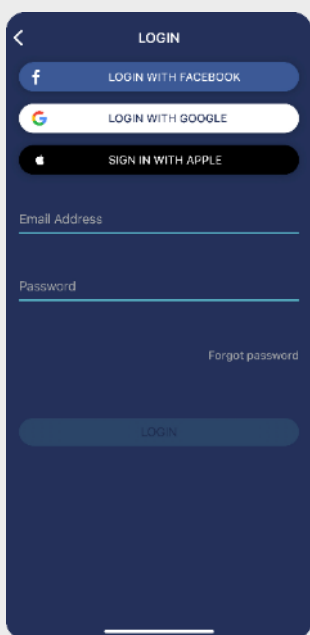 LOGIN
LOGIN WITH FACEBOOK
LOGIN WITH GOOGLE
SIGN IN WITH APPLE
Email Address
Password
Forgot password
LOGIN